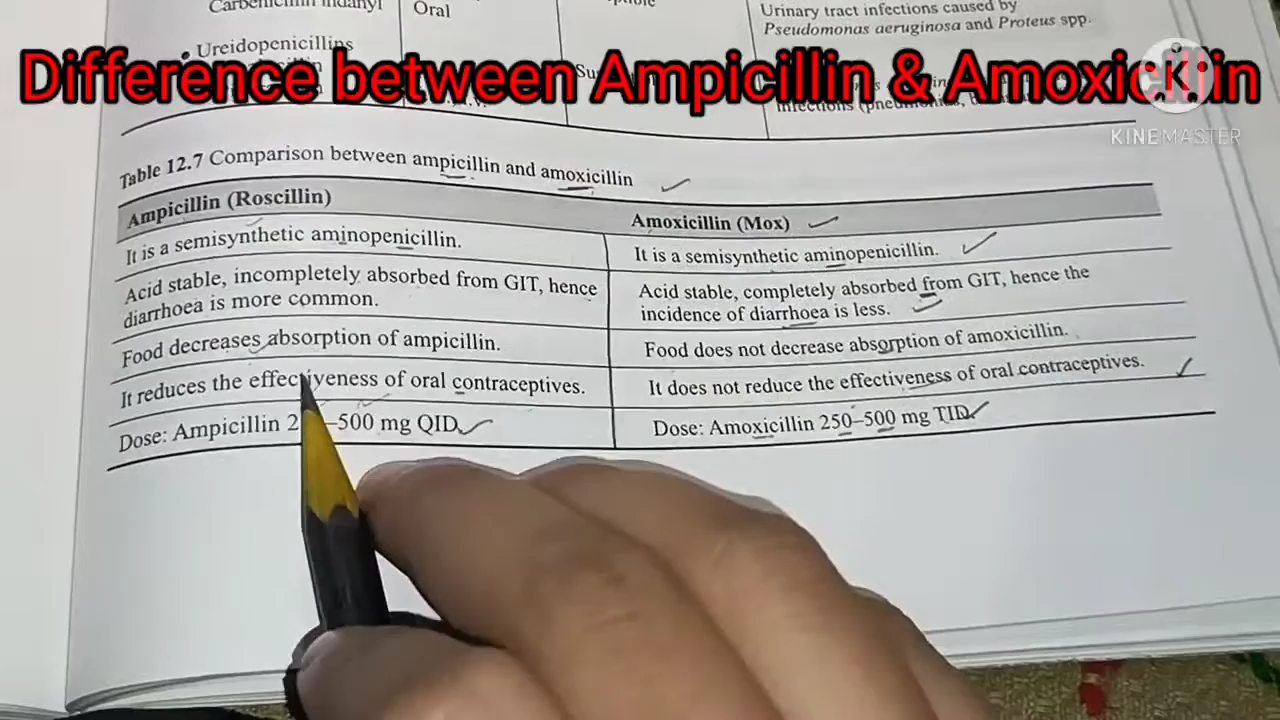 Carbenicillin indanyl
Oral
Urinary tract infections caused by
Pseudomonas aeruginosa and Proteus spp.
• Ureidopenicillins
Difference between Ampicillin & Amoxicillin
infections
KINEMASTER
Table 12.7 Comparison between ampicillin and amoxicillin
Ampicillin (Roscillin)
Amoxicillin (Mox)
It is a semisynthetic aminopenicillin.
It is a semisynthetic aminopenicillin.
Acid stable, incompletely absorbed from GIT, hence
diarrhoea is more common.
Acid stable, completely absorbed from GIT, hence the
incidence of diarrhoea is less.
Food decreases absorption of ampicillin.
Food does not decrease absorption of amoxicillin.
It reduces the effectiveness of oral contraceptives.
It does not reduce the effectiveness of oral contraceptives.
Dose: Ampicillin 2 –500 mg QID
Dose: Amoxicillin 250–500 mg TID